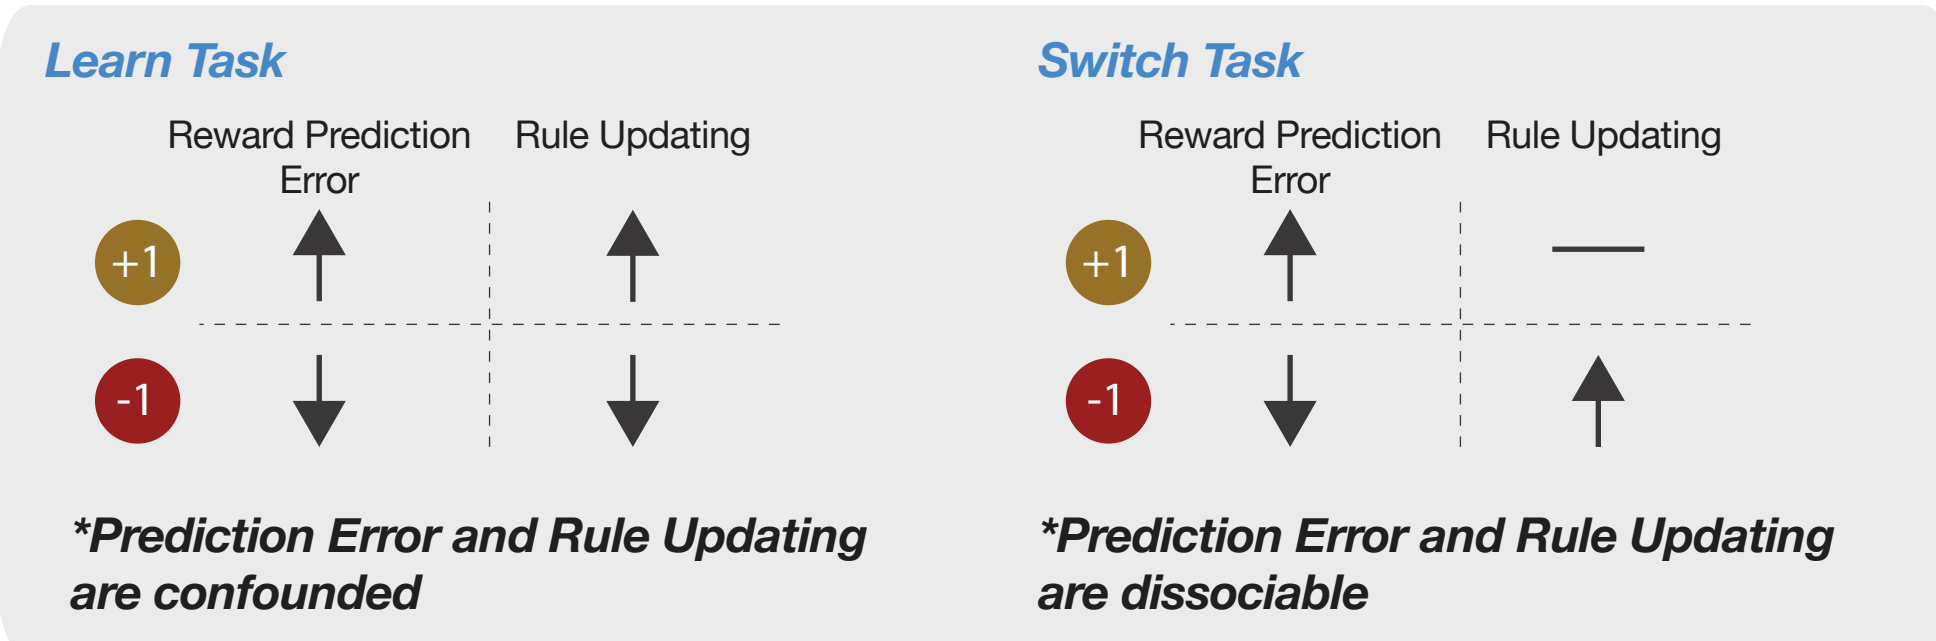 Learn Task
Reward Prediction
Error
Rule Updating
+1
-1
*Prediction Error and Rule Updating
are confounded
Switch Task
Reward Prediction
Error
Rule Updating
+1
-1
*Prediction Error and Rule Updating
are dissociable